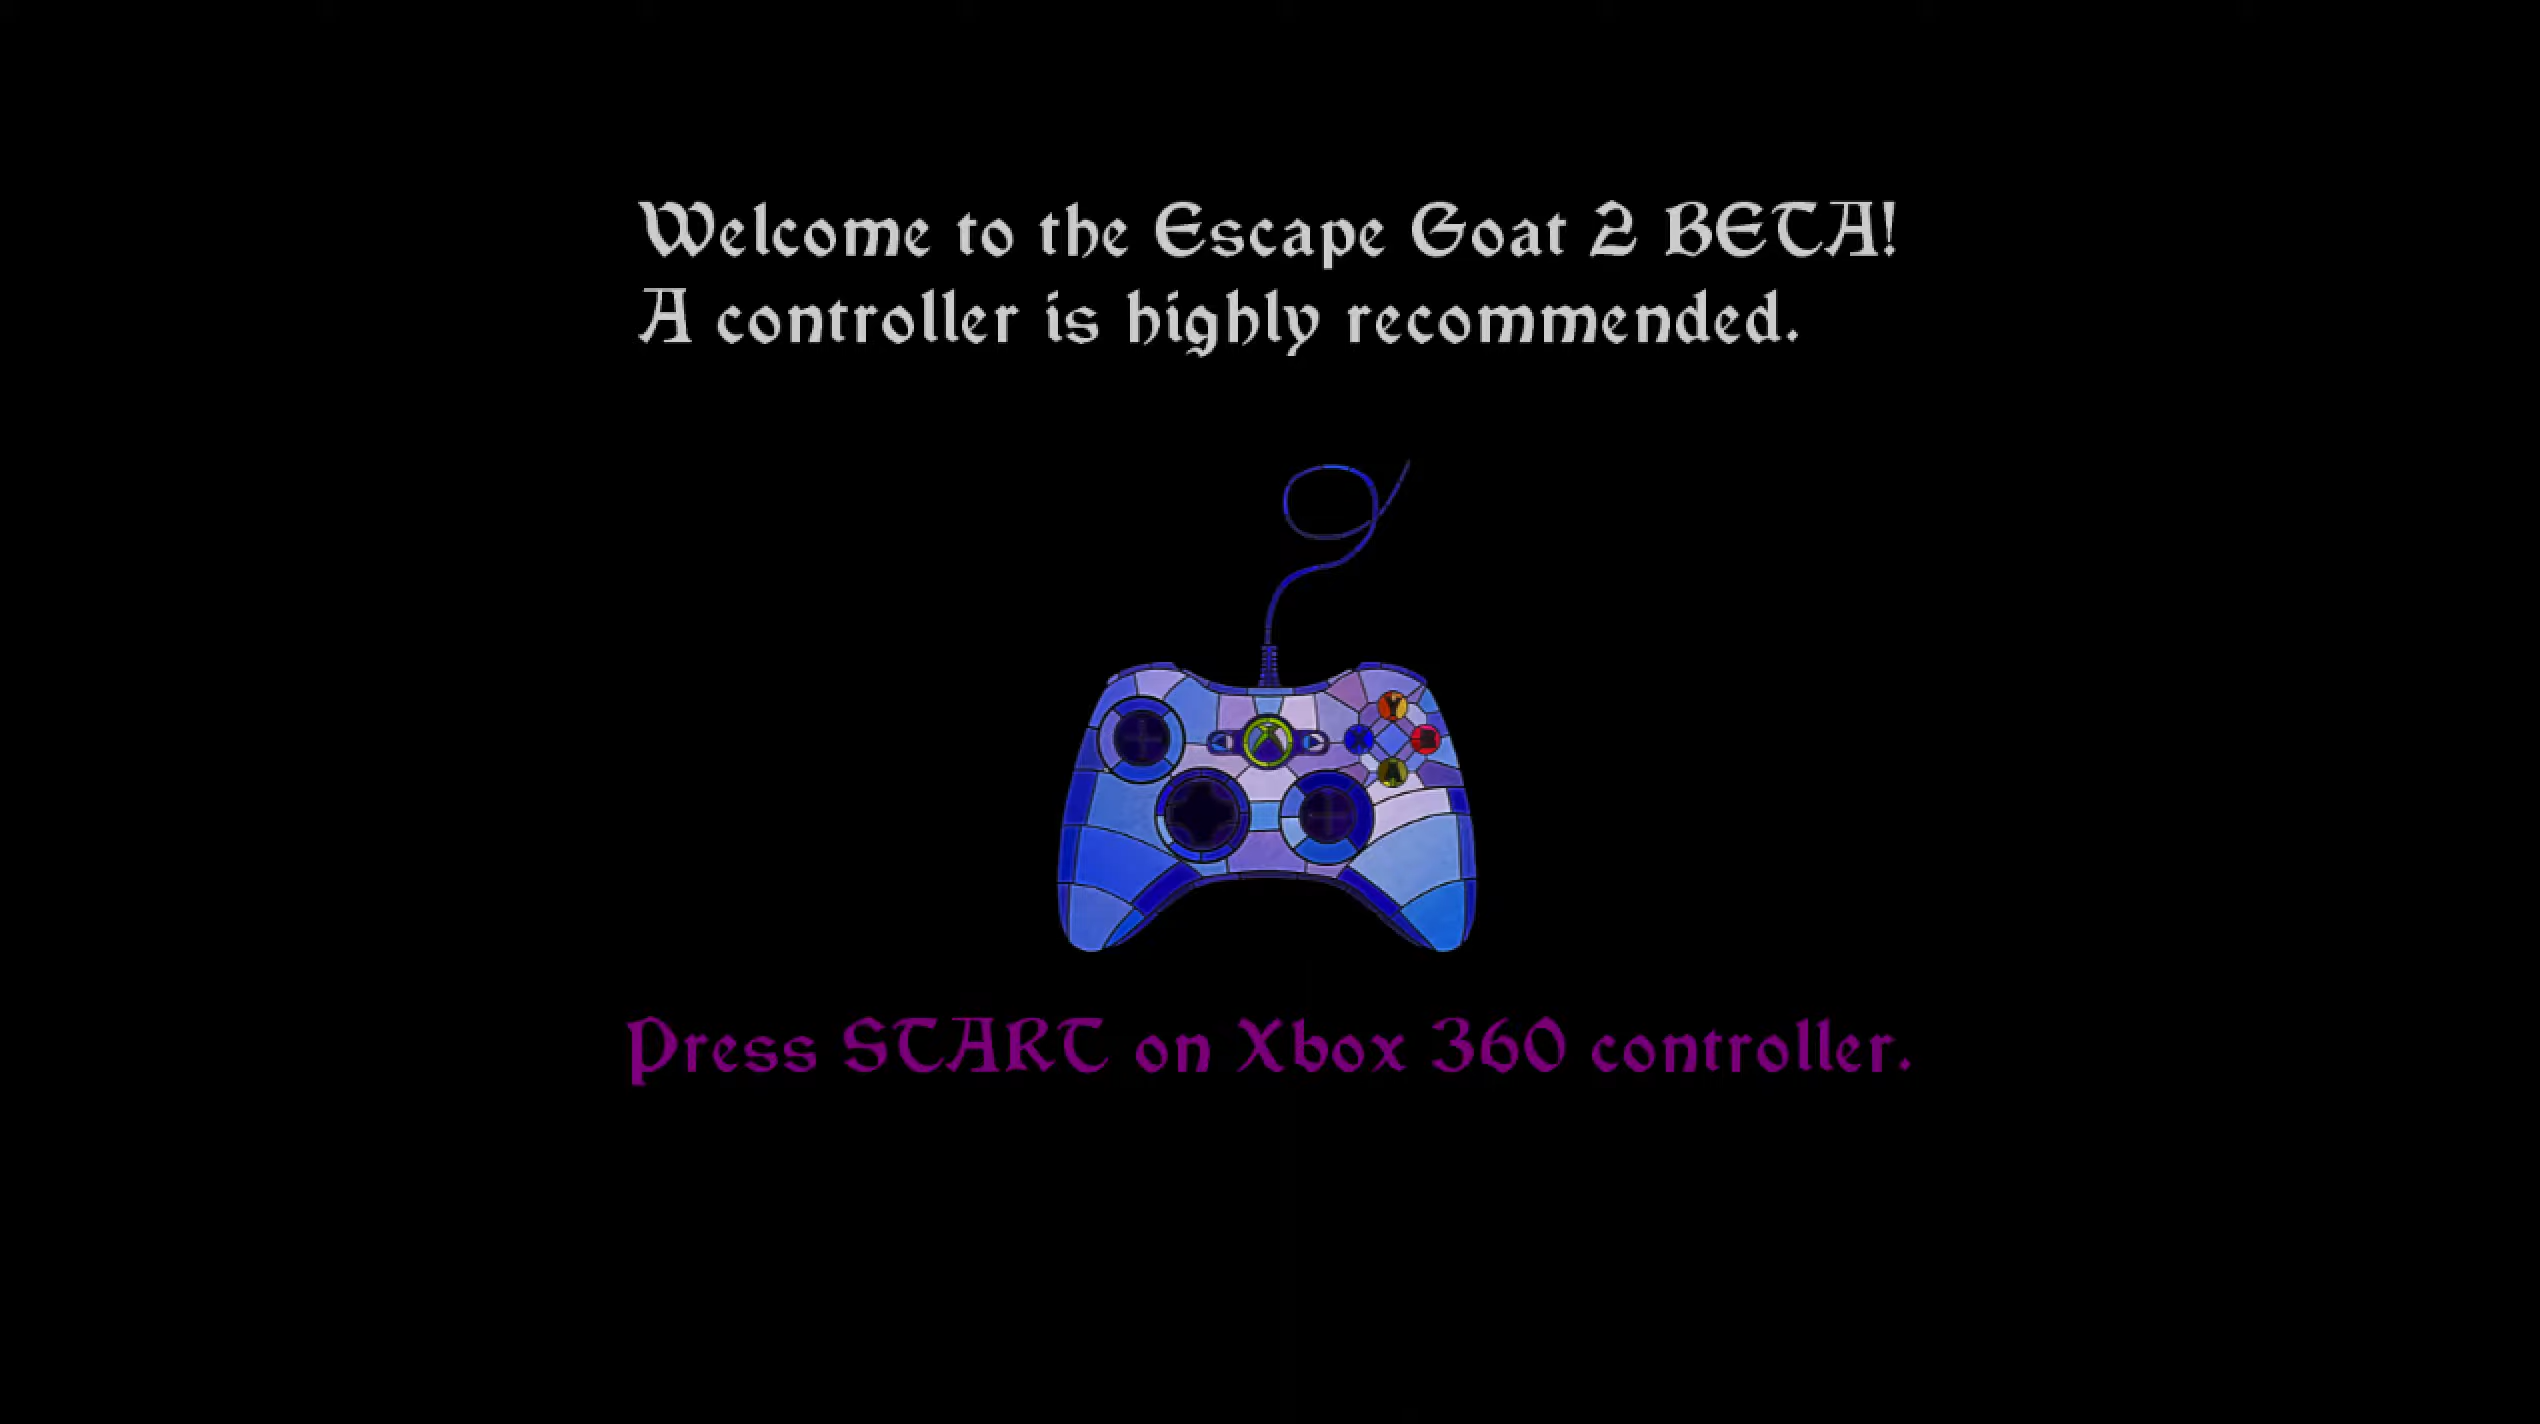 Welcome to the Escape Goat 2 BETA!
A controller is highly recommended.
Y
X
B
A
Press START on Xbox 360 controller.